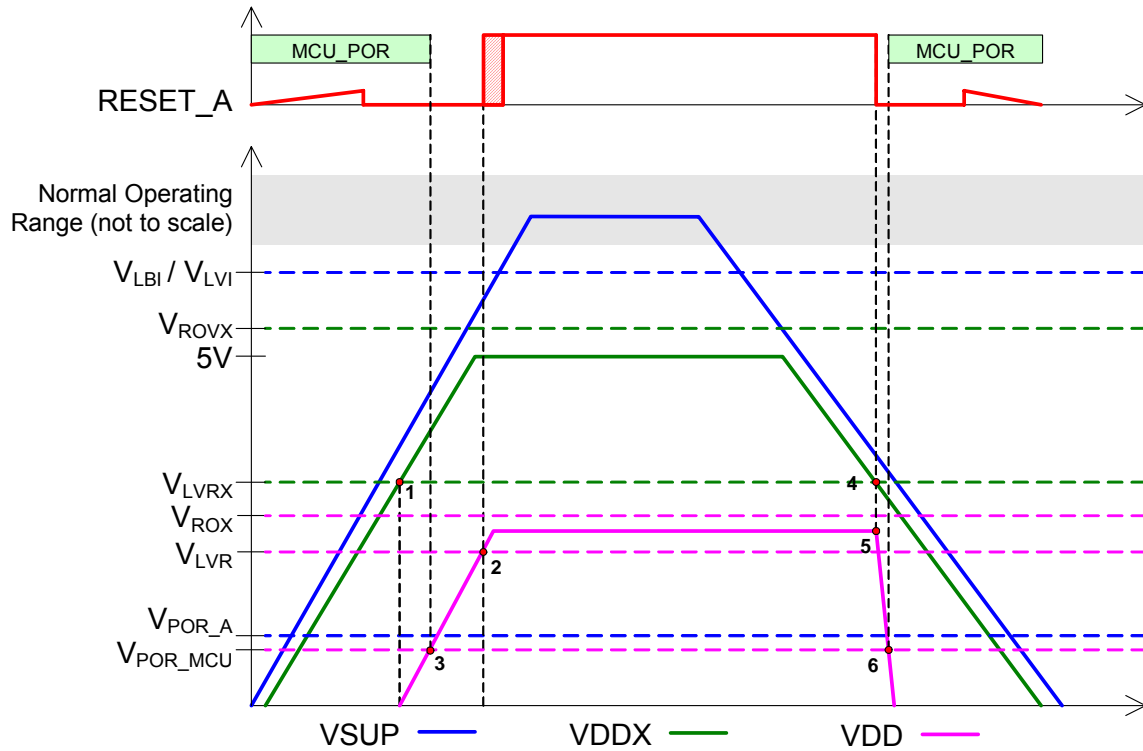 MCU_POR
MCU_POR
RESET_A
Normal Operating
Range (not to scale)
VLBI / VLVI
VROVX
5V
VLVRX
1
4
VROX
VLVR
2
5
VPOR_A
VPOR_MCU
3
6
VSUP
VDDX
VDD